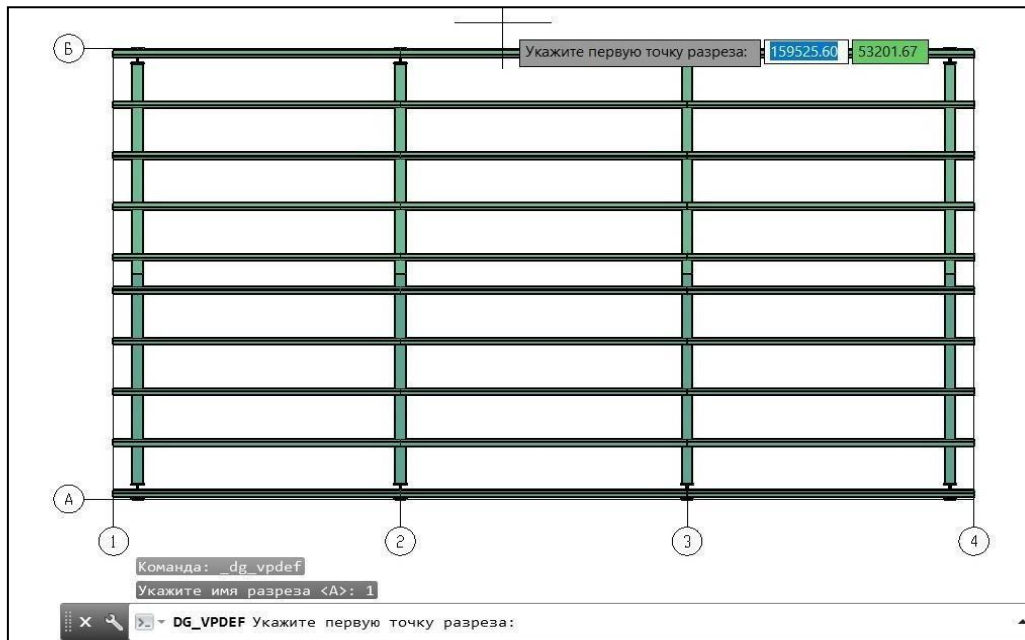 Б
Укажите первую точку разреза: 159525.60 53201.67
А
1 2 3 4
Команда: _dg_vpdef
Укажите имя разреза <А>: 1
DG_VPDEF Укажите первую точку разреза: